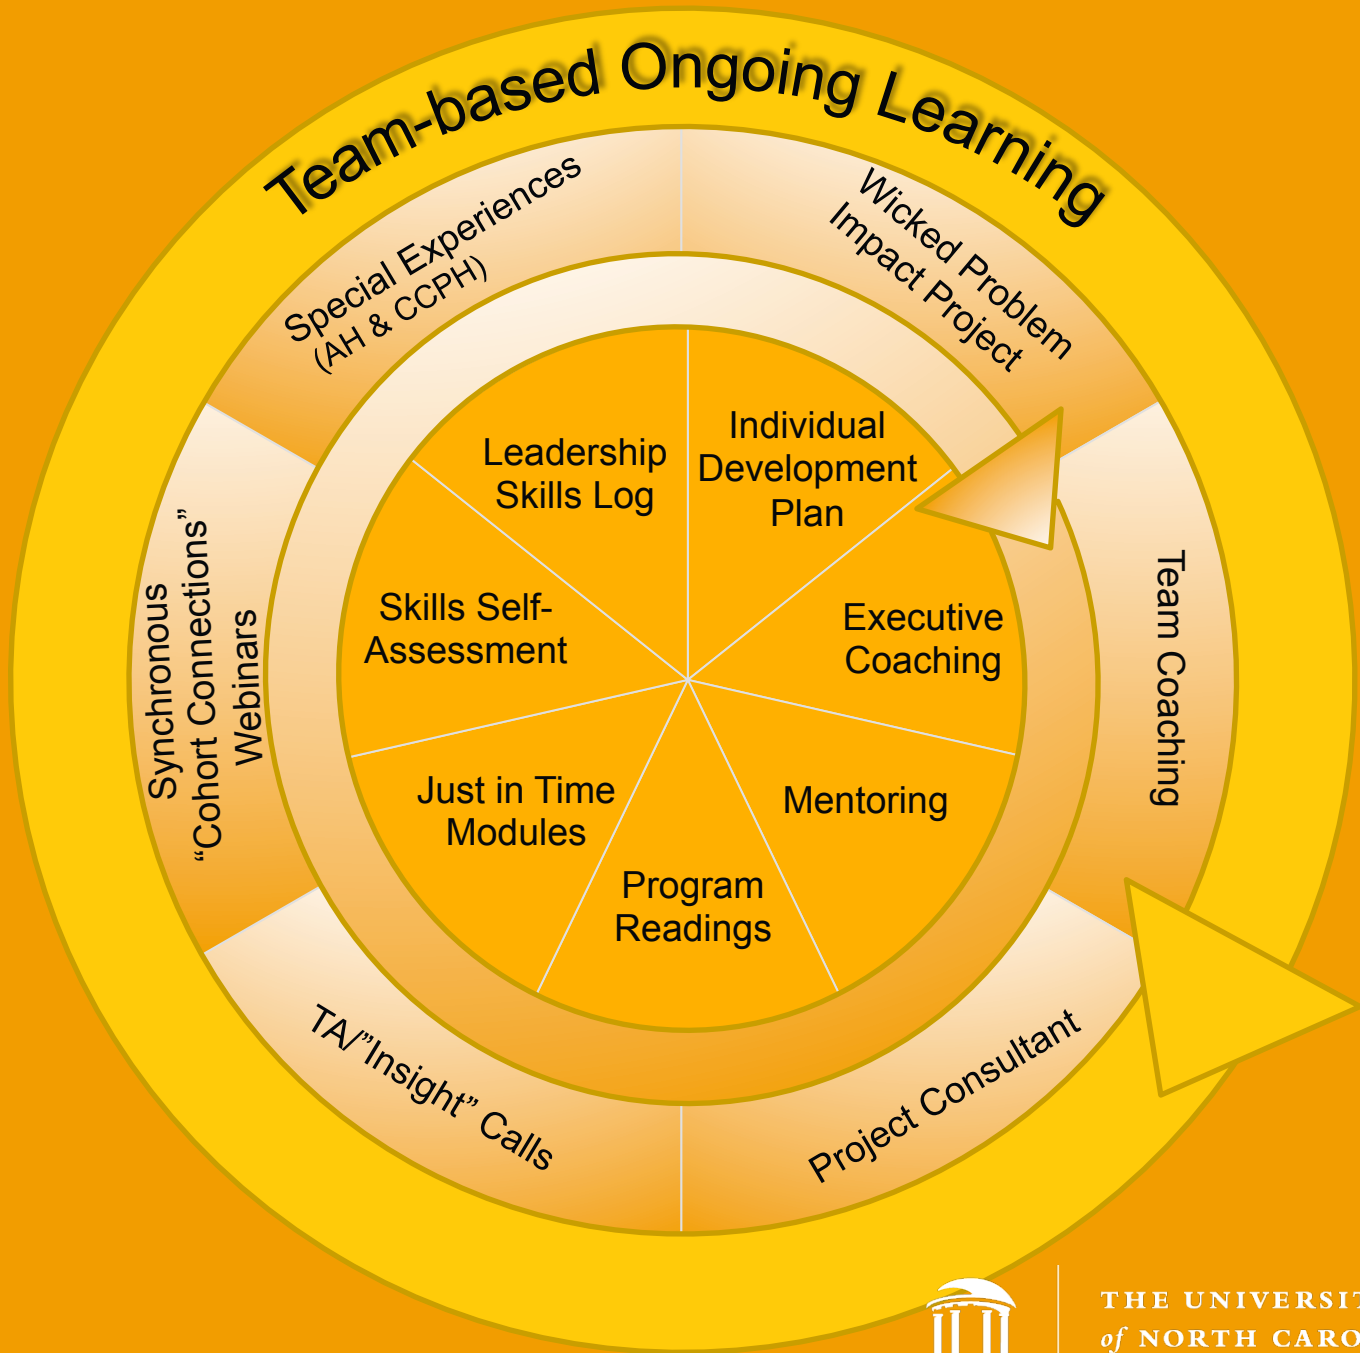 Team-based Ongoing Learning
Special Experiences
(AH & CCPH)
Wicked Problem
Impact Project
Team Coaching
Project Consultant
TA/”Insight” Calls
Synchronous
“Cohort Connections”
Webinars
Leadership
Skills Log
Individual
Development
Plan
Executive
Coaching
Mentoring
Program
Readings
Just in Time
Modules
Skills Self-
Assessment
THE UNIVERSIT
of NORTH CARO